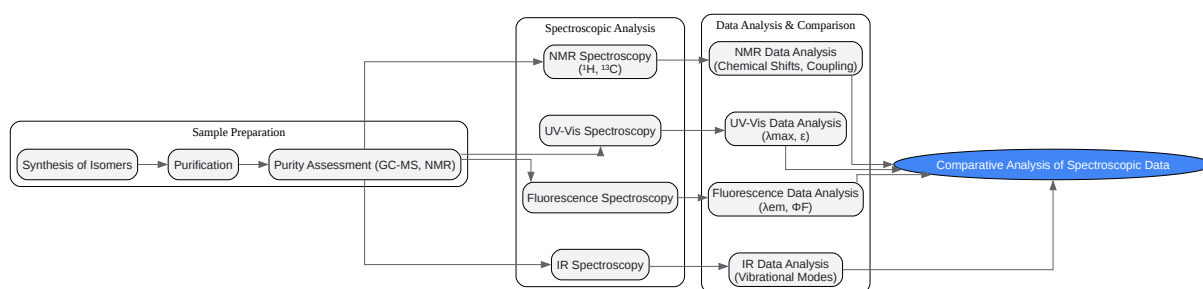 Sample Preparation
Synthesis of Isomers
Purification
Purity Assessment (GC-MS, NMR)
Spectroscopic Analysis
NMR Spectroscopy
(¹H, ¹³C)
UV-Vis Spectroscopy
Fluorescence Spectroscopy
IR Spectroscopy
Data Analysis & Comparison
NMR Data Analysis
(Chemical Shifts, Coupling)
UV-Vis Data Analysis
(λmax, ε)
Fluorescence Data Analysis
(λem, ΦF)
IR Data Analysis
(Vibrational Modes)
Comparative Analysis of Spectroscopic Data